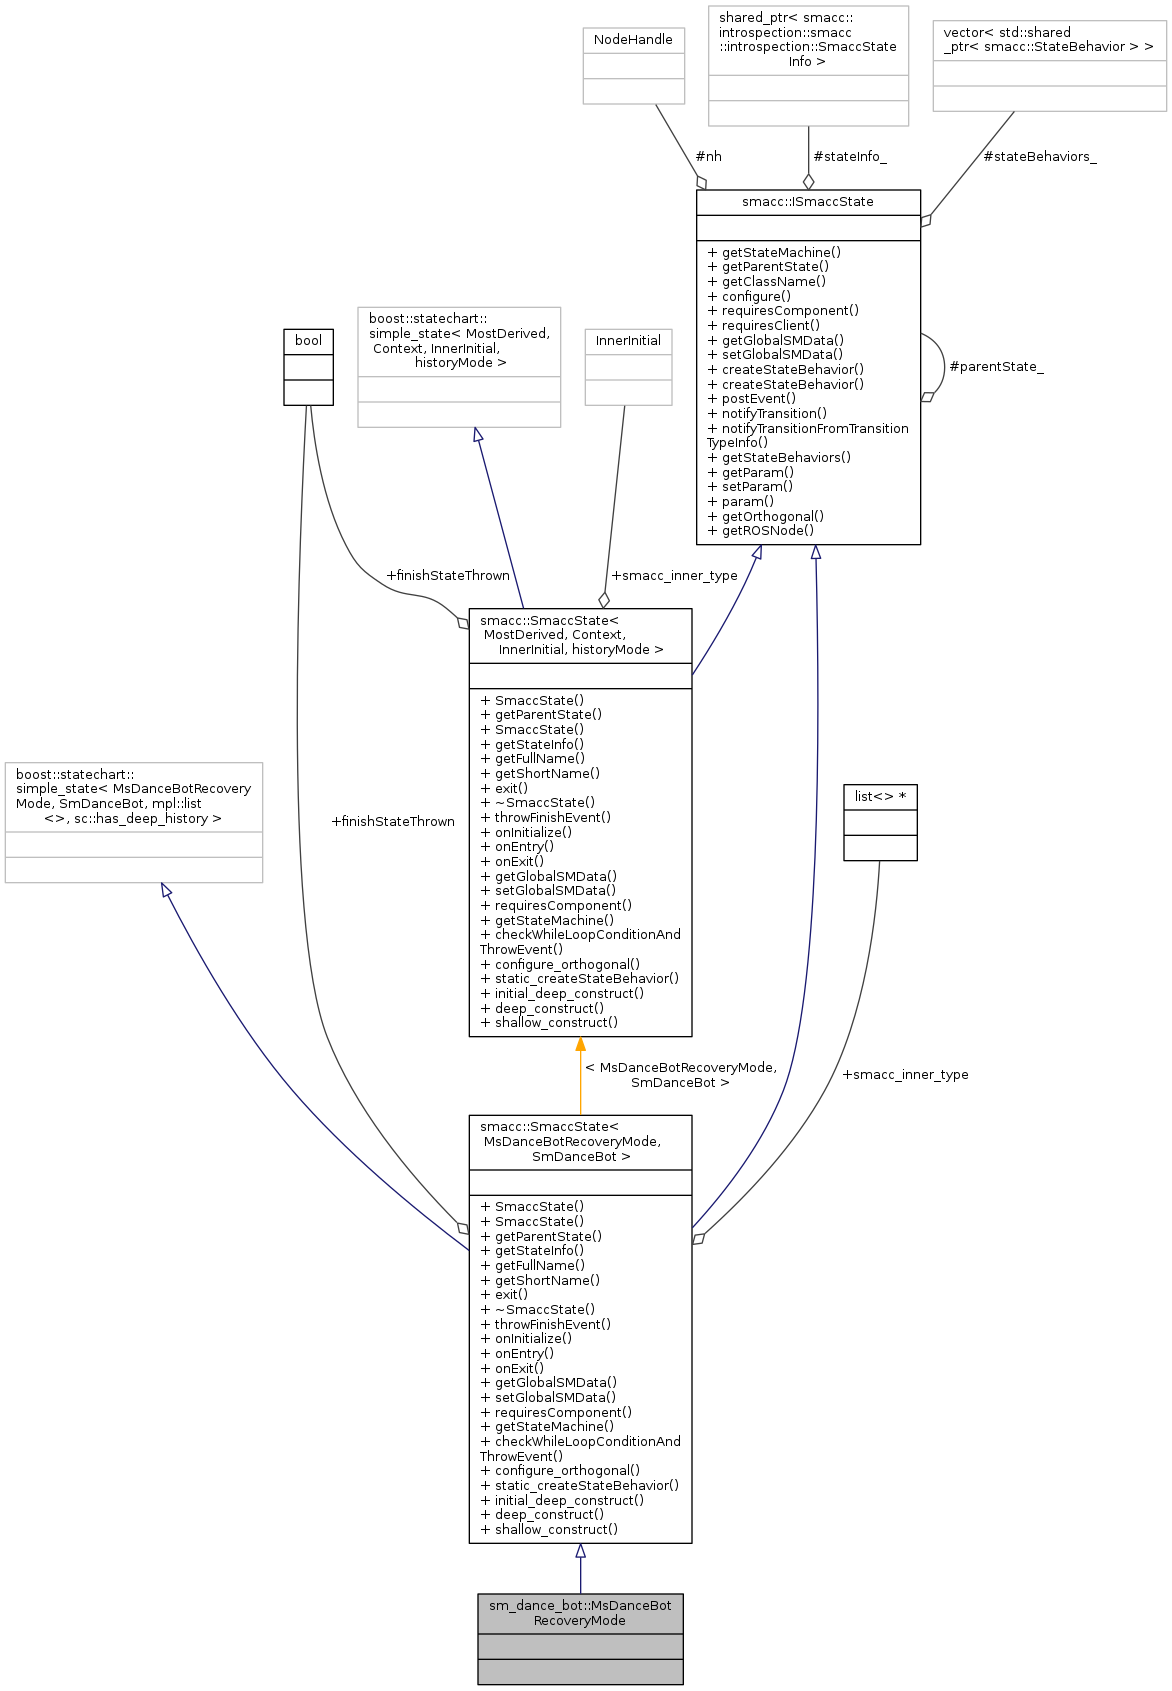 NodeHandle
shared_ptr< smacc::
introspection::smacc
::introspection::SmaccState
Info >
vector< std::shared
_ptr< smacc::StateBehavior > >
#nh
#stateInfo_
#stateBehaviors_
smacc::ISmaccState
+ getStateMachine()
+ getParentState()
+ getClassName()
+ configure()
+ requiresComponent()
+ requiresClient()
+ getGlobalSMData()
+ setGlobalSMData()
+ createStateBehavior()
+ createStateBehavior()
+ postEvent()
+ notifyTransition()
+ notifyTransitionFromTransition
TypeInfo()
+ getStateBehaviors()
+ getParam()
+ setParam()
+ param()
+ getOrthogonal()
+ getROSNode()
#parentState_
bool
boost::statechart::
simple_state< MostDerived,
Context, InnerInitial,
historyMode >
InnerInitial
+finishStateThrown
+smacc_inner_type
smacc::SmaccState<
MostDerived, Context,
InnerInitial, historyMode >
+ SmaccState()
+ getParentState()
+ SmaccState()
+ getStateInfo()
+ getFullName()
+ getShortName()
+ exit()
+ ~SmaccState()
+ throwFinishEvent()
+ onInitialize()
+ onEntry()
+ onExit()
+ getGlobalSMData()
+ setGlobalSMData()
+ requiresComponent()
+ getStateMachine()
+ checkWhileLoopConditionAnd
ThrowEvent()
+ configure_orthogonal()
+ static_createStateBehavior()
+ initial_deep_construct()
+ deep_construct()
+ shallow_construct()
boost::statechart::
simple_state< MsDanceBotRecovery
Mode, SmDanceBot, mpl::list
<>, sc::has_deep_history >
+finishStateThrown
list<> *
< MsDanceBotRecoveryMode,
SmDanceBot >
+smacc_inner_type
smacc::SmaccState<
MsDanceBotRecoveryMode,
SmDanceBot >
+ SmaccState()
+ SmaccState()
+ getParentState()
+ getStateInfo()
+ getFullName()
+ getShortName()
+ exit()
+ ~SmaccState()
+ throwFinishEvent()
+ onInitialize()
+ onEntry()
+ onExit()
+ getGlobalSMData()
+ setGlobalSMData()
+ requiresComponent()
+ getStateMachine()
+ checkWhileLoopConditionAnd
ThrowEvent()
+ configure_orthogonal()
+ static_createStateBehavior()
+ initial_deep_construct()
+ deep_construct()
+ shallow_construct()
sm_dance_bot::MsDanceBot
RecoveryMode